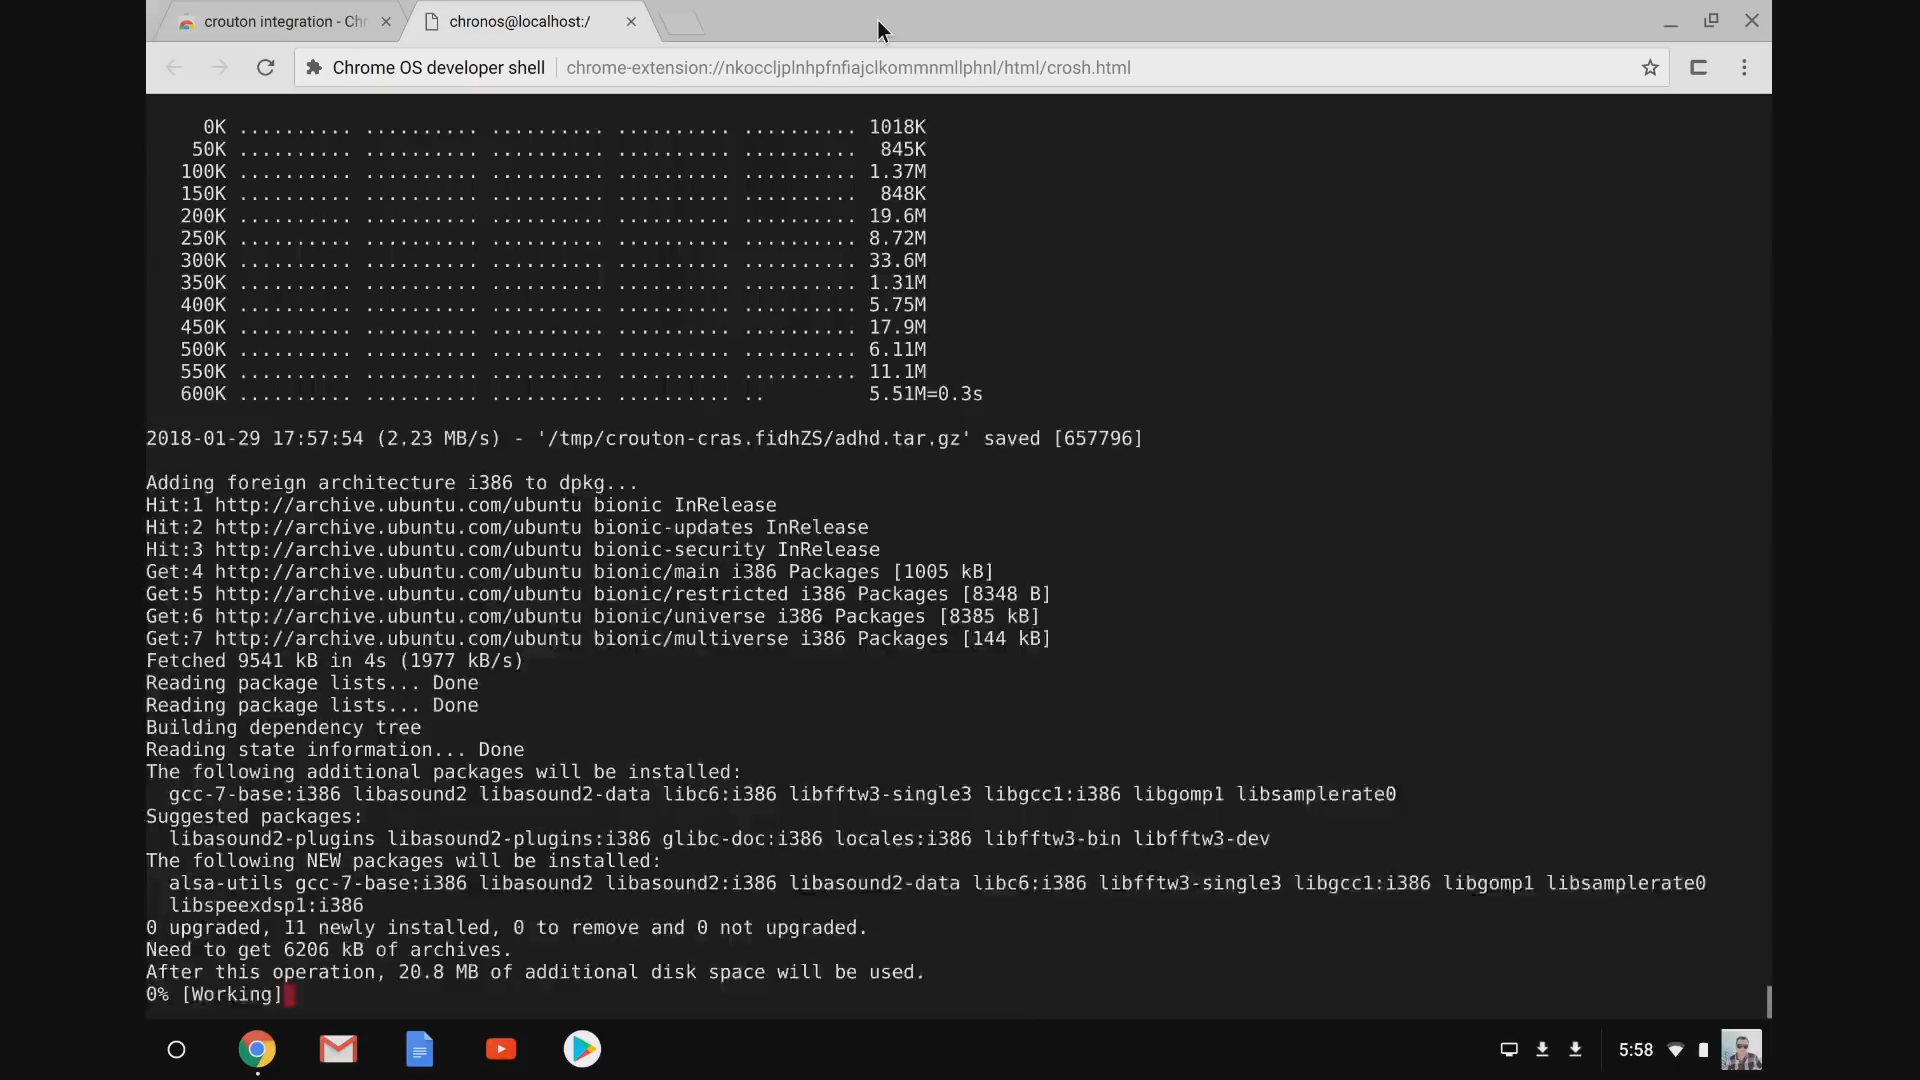 crouton integration - Chr
chronos@localhost:/
Chrome OS developer shell
chrome-extension://nkoccljplnhpfnfiajclkommnmllphnl/html/crosh.html
0K .......... .......... .......... .......... .......... 1018K
50K .......... .......... .......... .......... .......... 845K
100K .......... .......... .......... .......... .......... 1.37M
150K .......... .......... .......... .......... .......... 848K
200K .......... .......... .......... .......... .......... 19.6M
250K .......... .......... .......... .......... .......... 8.72M
300K .......... .......... .......... .......... .......... 33.6M
350K .......... .......... .......... .......... .......... 1.31M
400K .......... .......... .......... .......... .......... 5.75M
450K .......... .......... .......... .......... .......... 17.9M
500K .......... .......... .......... .......... .......... 6.11M
550K .......... .......... .......... .......... .......... 11.1M
600K .......... .......... .......... .......... .. 5.51M=0.3s
2018-01-29 17:57:54 (2.23 MB/s) - '/tmp/crouton-cras.fidhZS/adhd.tar.gz' saved [657796]
Adding foreign architecture i386 to dpkg...
Hit:1 http://archive.ubuntu.com/ubuntu bionic InRelease
Hit:2 http://archive.ubuntu.com/ubuntu bionic-updates InRelease
Hit:3 http://archive.ubuntu.com/ubuntu bionic-security InRelease
Get:4 http://archive.ubuntu.com/ubuntu bionic/main i386 Packages [1005 kB]
Get:5 http://archive.ubuntu.com/ubuntu bionic/restricted i386 Packages [8348 B]
Get:6 http://archive.ubuntu.com/ubuntu bionic/universe i386 Packages [8385 kB]
Get:7 http://archive.ubuntu.com/ubuntu bionic/multiverse i386 Packages [144 kB]
Fetched 9541 kB in 4s (1977 kB/s)
Reading package lists... Done
Reading package lists... Done
Building dependency tree
Reading state information... Done
The following additional packages will be installed:
gcc-7-base:i386 libasound2 libasound2-data libc6:i386 libfftw3-single3 libgcc1:i386 libgomp1 libsamplerate0
Suggested packages:
libasound2-plugins libasound2-plugins:i386 glibc-doc:i386 locales:i386 libfftw3-bin libfftw3-dev
The following NEW packages will be installed:
alsa-utils gcc-7-base:i386 libasound2 libasound2:i386 libasound2-data libc6:i386 libfftw3-single3 libgcc1:i386 libgomp1 libsamplerate0
libspeexdsp1:i386
0 upgraded, 11 newly installed, 0 to remove and 0 not upgraded.
Need to get 6206 kB of archives.
After this operation, 20.8 MB of additional disk space will be used.
0% [Working]
5:58